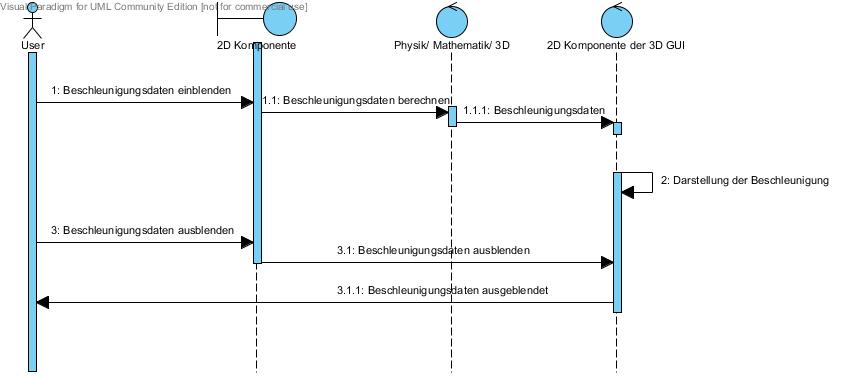 Visual Paradigm for UML Community Edition [not for commercial use]
User
2D Komponente
Physik/ Mathematik/ 3D
2D Komponente der 3D GUI
1: Beschleunigungsdaten einblenden
1.1: Beschleunigungsdaten berechnen
1.1.1: Beschleunigungsdaten
2: Darstellung der Beschleunigung
3: Beschleunigungsdaten ausblenden
3.1: Beschleunigungsdaten ausblenden
3.1.1: Beschleunigungsdaten ausgeblendet